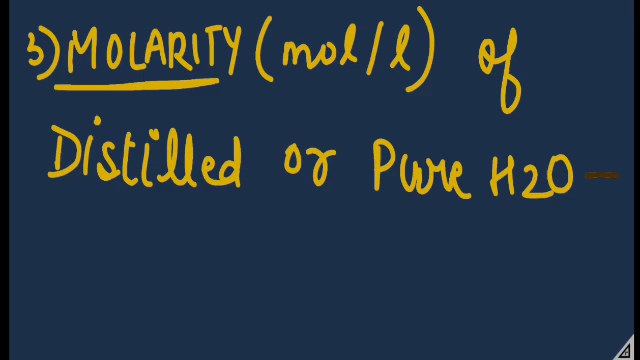 3) MOLARITY (mol/l) of
Distilled or Pure H2O -